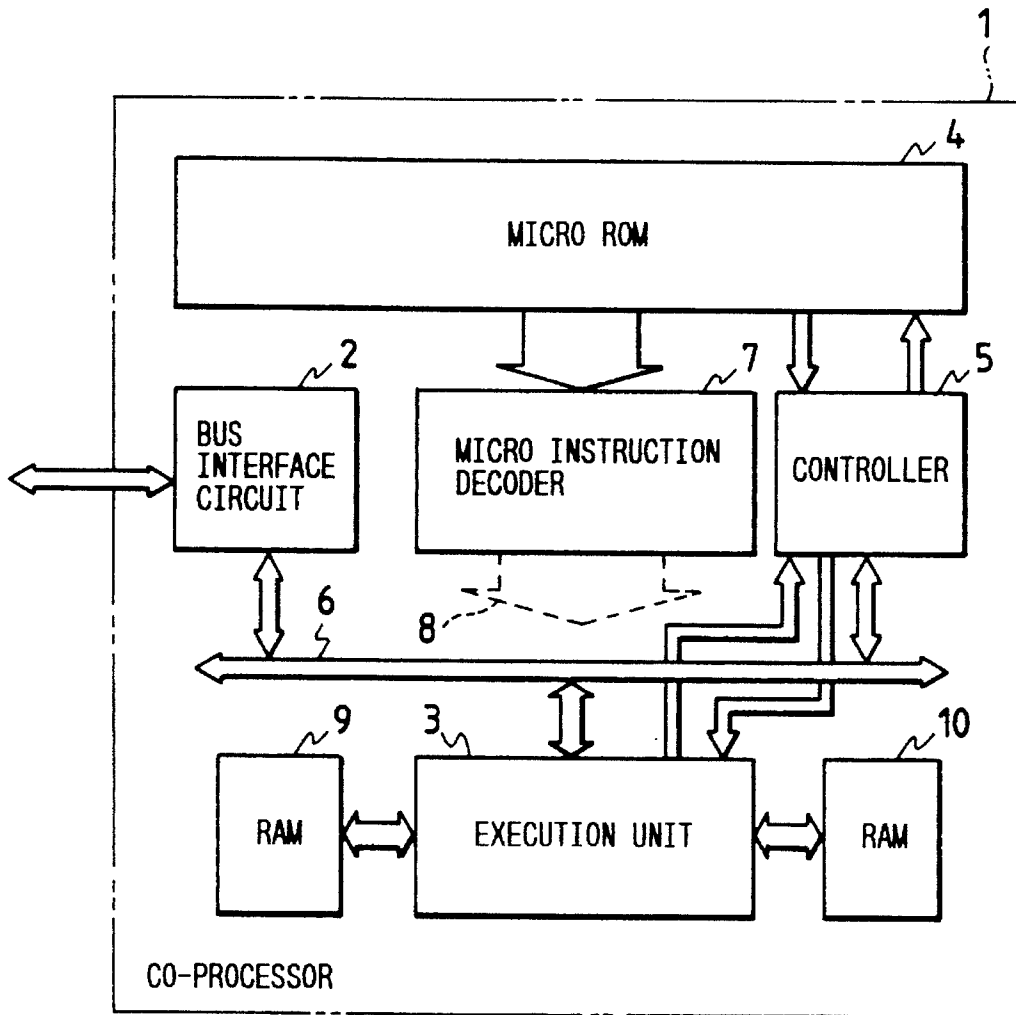 1
4
MICRO ROM
2
7
5
BUS
INTERFACE
CIRCUIT
MICRO INSTRUCTION
DECODER
CONTROLLER
6
8
9
3
10
RAM
EXECUTION UNIT
RAM
CO-PROCESSOR